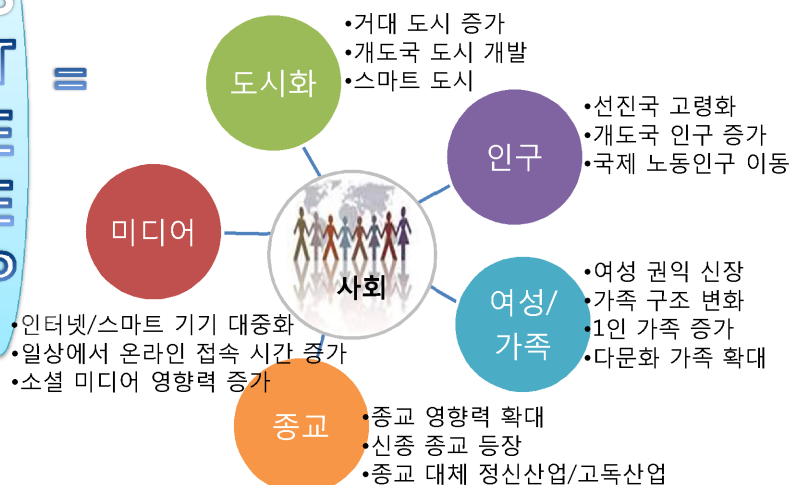 S
T
E
E
P
=
도시화
•거대 도시 증가
•개도국 도시 개발
•스마트 도시
인구
•선진국 고령화
•개도국 인구 증가
•국제 노동인구 이동
미디어
•인터넷/스마트 기기 대중화
•일상에서 온라인 접속 시간 증가
•소셜 미디어 영향력 증가
사회
여성/
가족
•여성 권익 신장
•가족 구조 변화
•1인 가족 증가
•다문화 가족 확대
종교
•종교 영향력 확대
•신종 종교 등장
•종교 대체 정신산업/고독산업